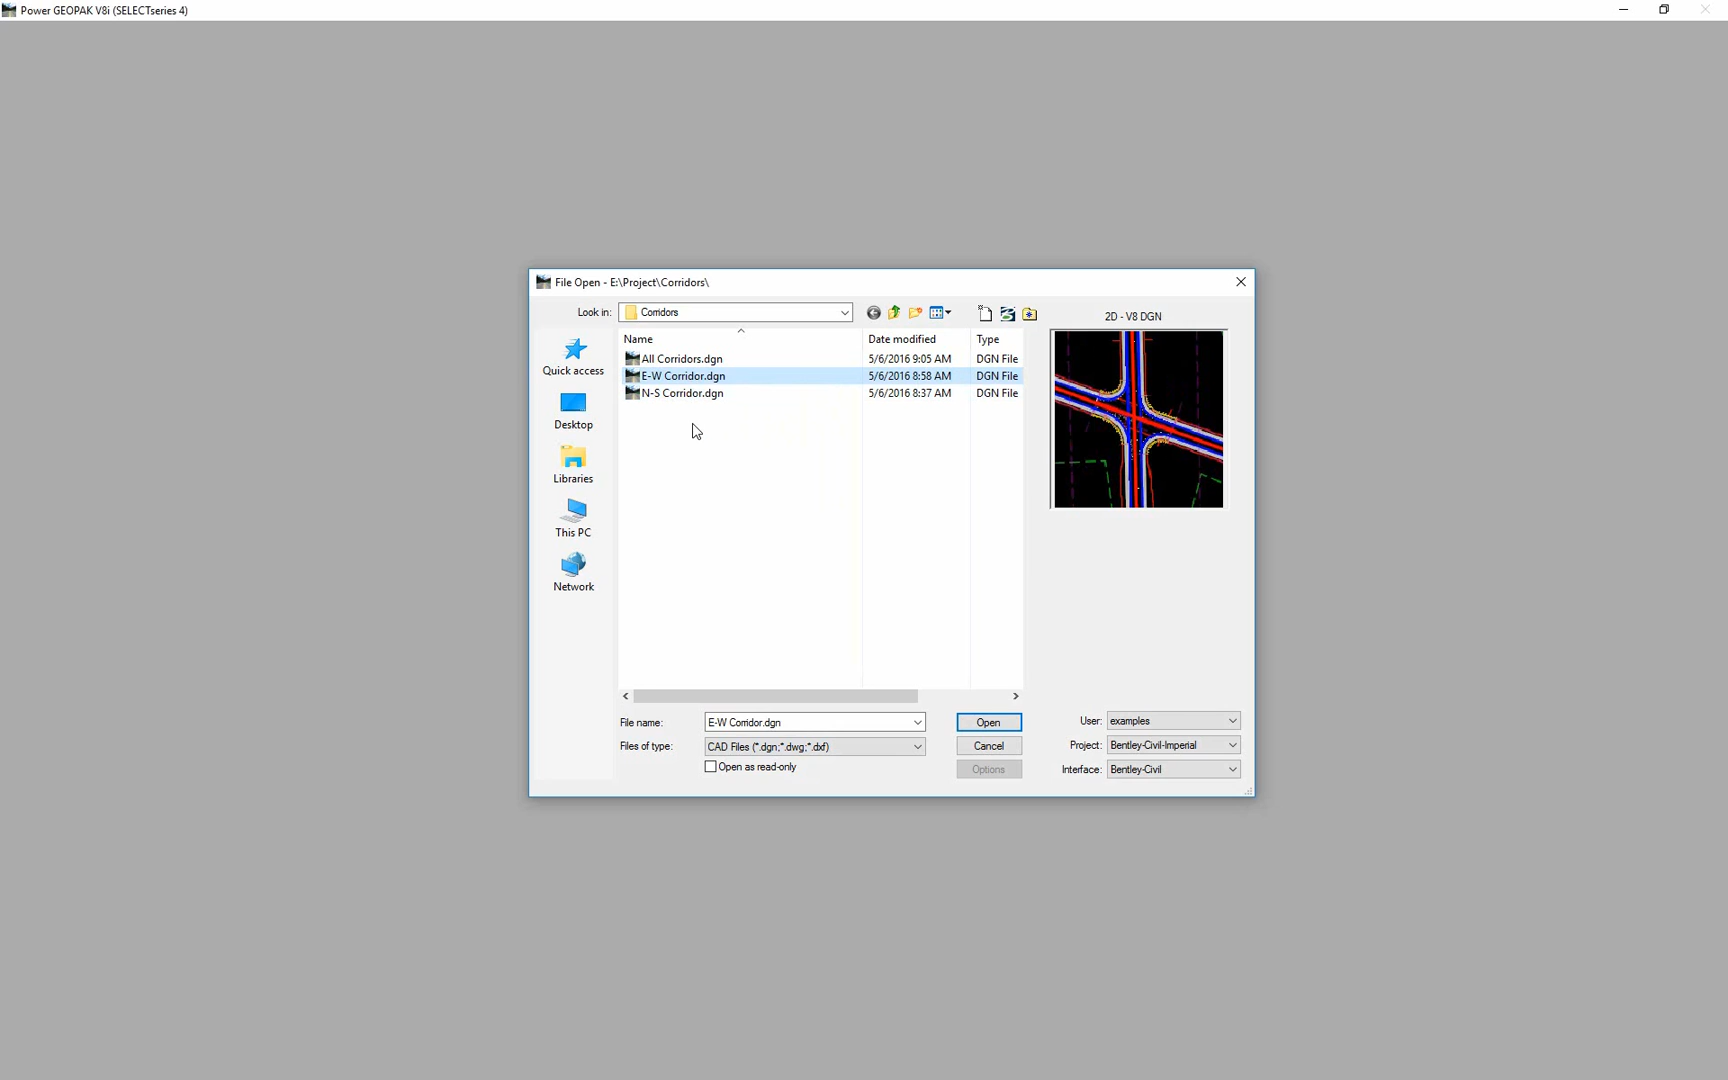 Power GEOPAK V8i (SELECTseries 4)
File Open - E:\Project\Corridors\
Look in: Corridors
2D - V8 DGN
Name Date modified Type
All Corridors.dgn 5/6/2016 9:05 AM DGN File
E-W Corridor.dgn 5/6/2016 8:58 AM DGN File
N-S Corridor.dgn 5/6/2016 8:37 AM DGN File
Quick access
Desktop
Libraries
This PC
Network
File name: E-W Corridor.dgn Open User: examples
Files of type: CAD Files (*.dgn;*.dwg;*.dxf) Cancel Project: Bentley-Civil-Imperial
Open as read-only Options Interface: Bentley-Civil